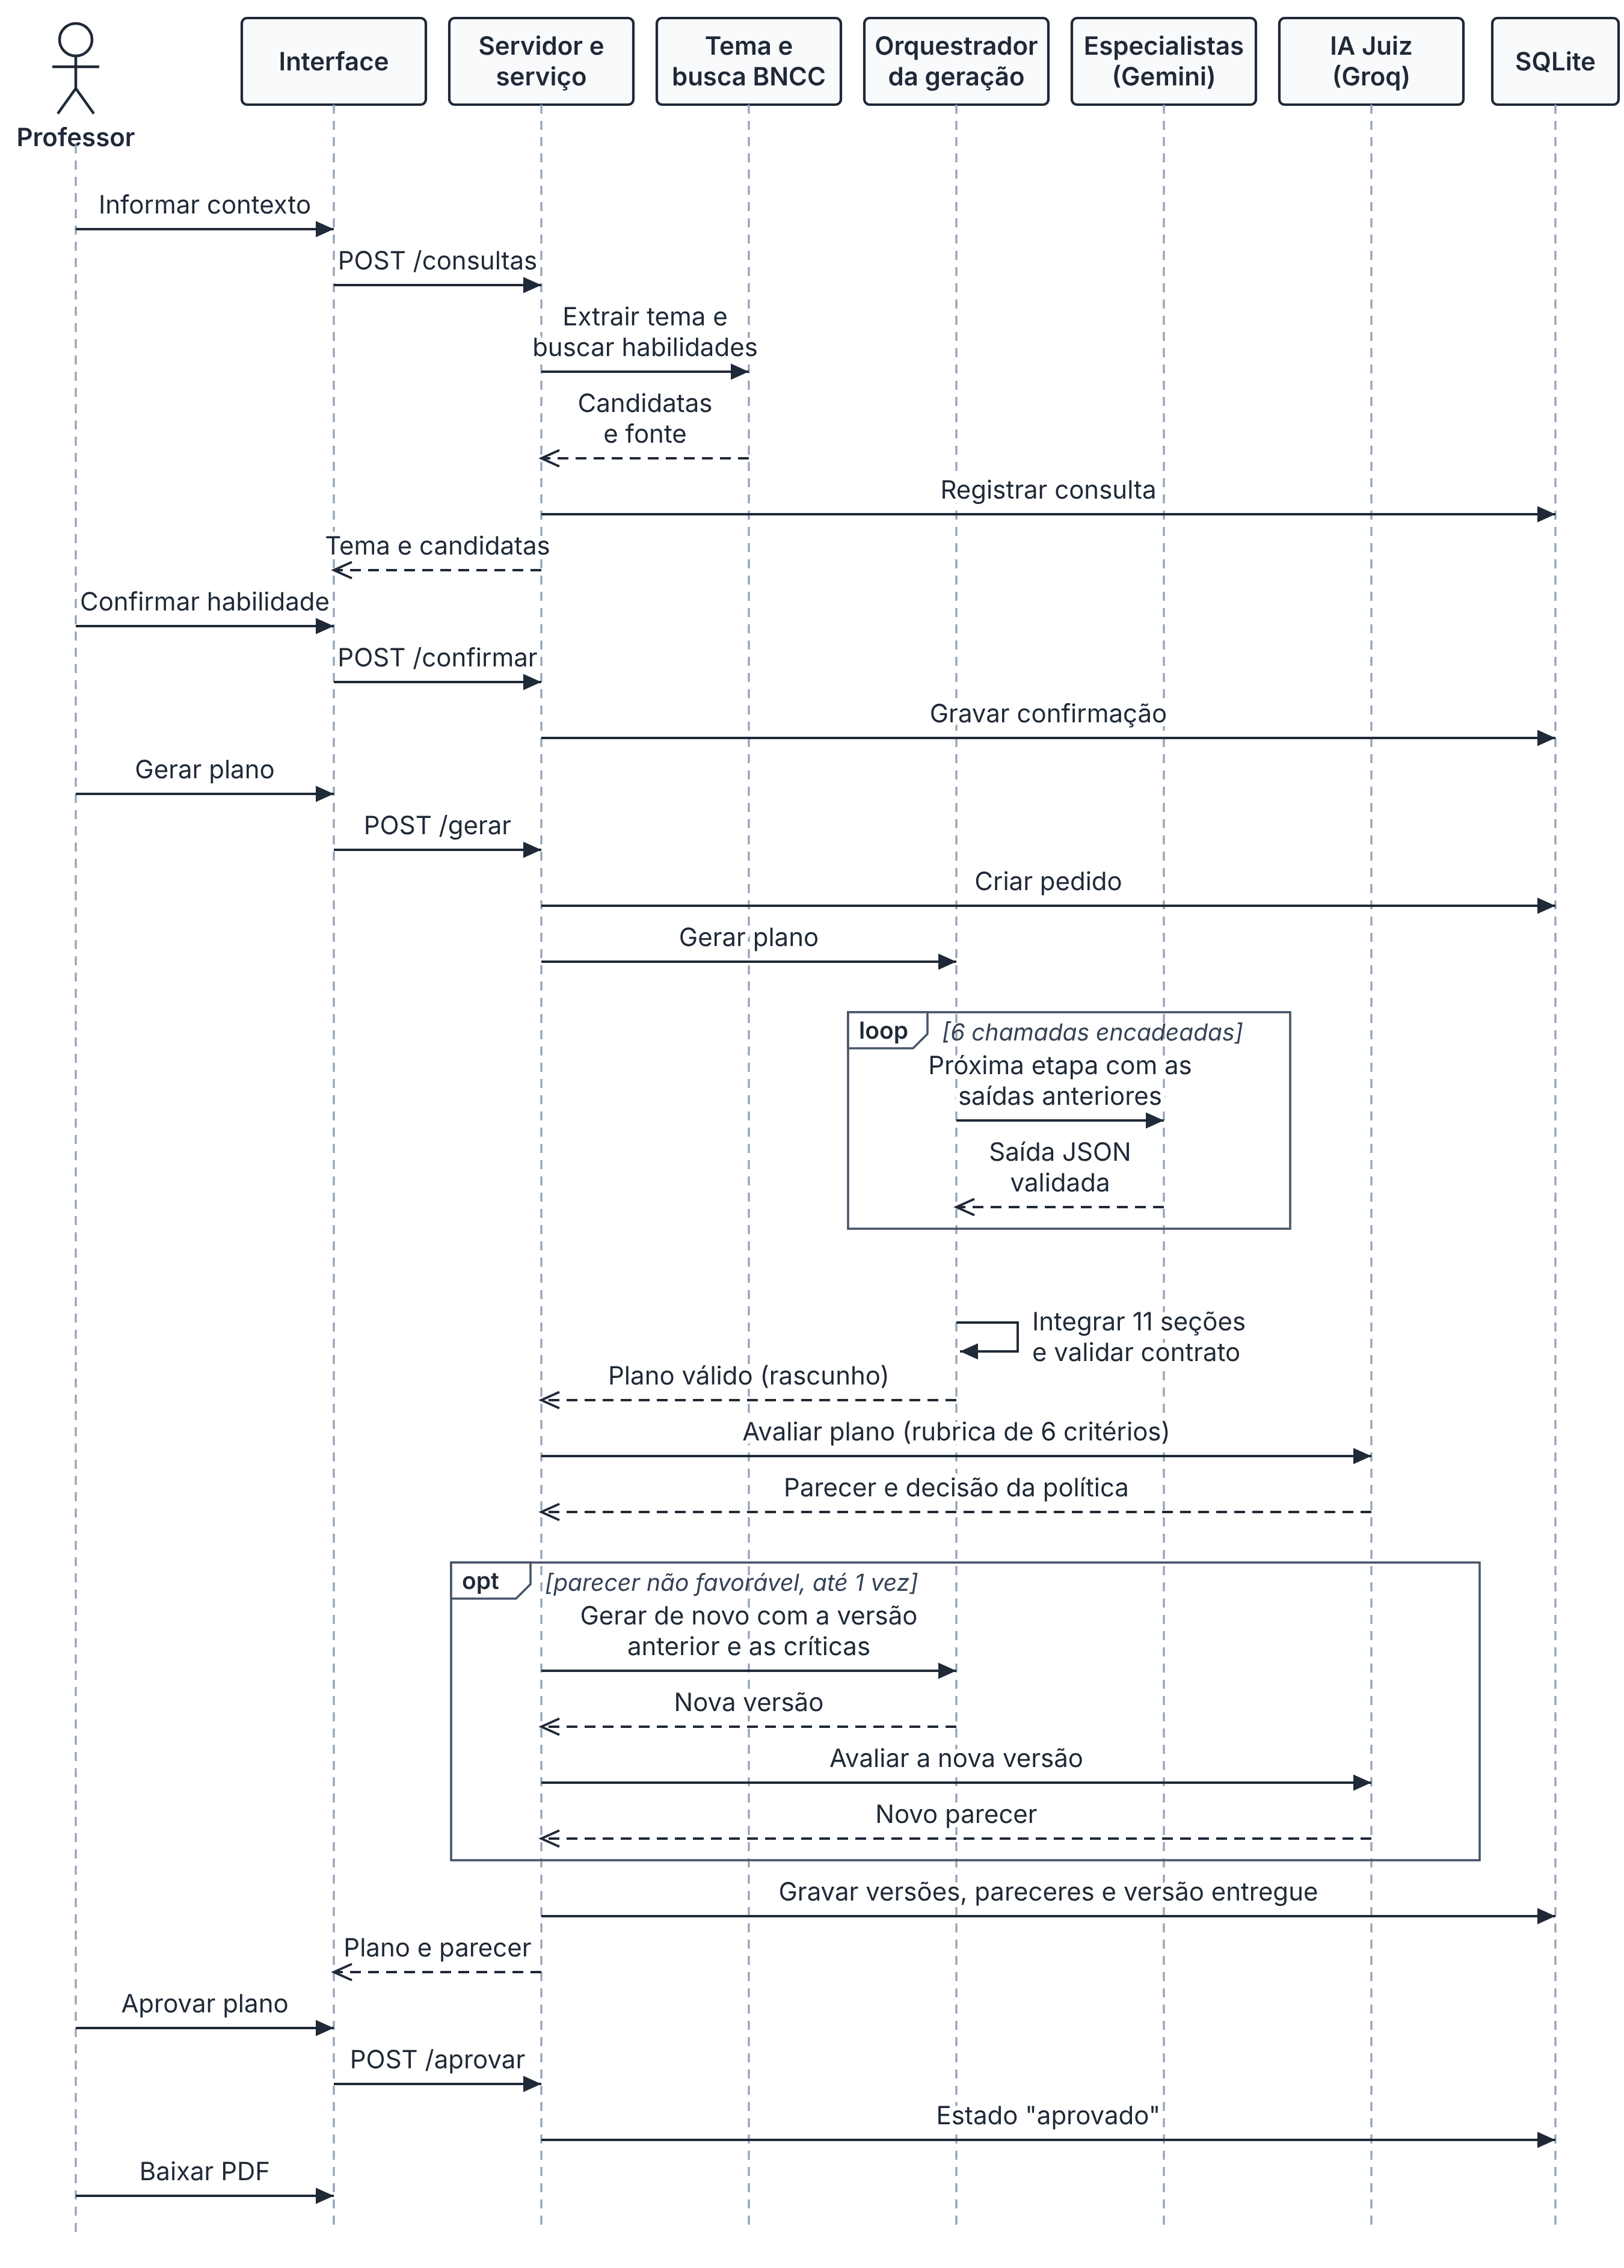 Professor
Interface
Servidor e
serviço
Tema e
busca BNCC
Orquestrador
da geração
Especialistas
(Gemini)
IA Juiz
(Groq)
SQLite
Informar contexto
POST /consultas
Extrair tema e
buscar habilidades
Candidatas
e fonte
Registrar consulta
Tema e candidatas
Confirmar habilidade
POST /confirmar
Gravar confirmação
Gerar plano
POST /gerar
Criar pedido
Gerar plano
loop [6 chamadas encadeadas]
Próxima etapa com as
saídas anteriores
Saída JSON
validada
Integrar 11 seções
e validar contrato
Plano válido (rascunho)
Avaliar plano (rubrica de 6 critérios)
Parecer e decisão da política
opt [parecer não favorável, até 1 vez]
Gerar de novo com a versão
anterior e as críticas
Nova versão
Avaliar a nova versão
Novo parecer
Gravar versões, pareceres e versão entregue
Plano e parecer
Aprovar plano
POST /aprovar
Estado "aprovado"
Baixar PDF